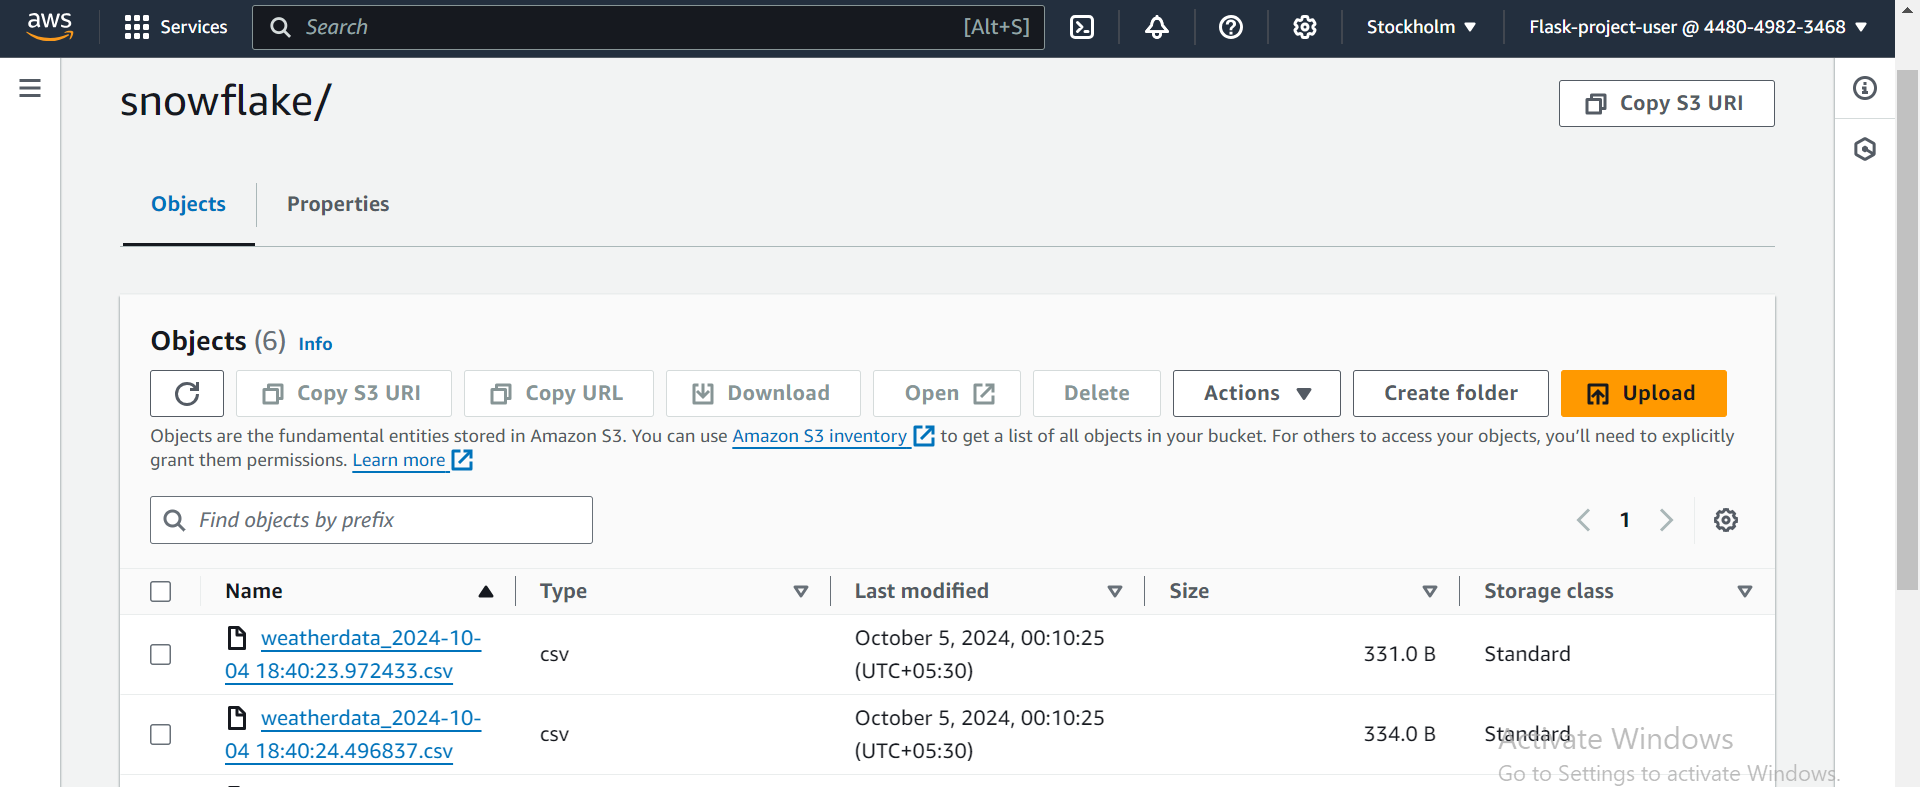 aws Services Search [Alt+S] Stockholm Flask-project-user @ 4480-4982-3468
snowflake/
Copy S3 URI
Objects Properties
Objects (6) Info
Copy S3 URI Copy URL Download Open Delete Actions Create folder Upload
Objects are the fundamental entities stored in Amazon S3. You can use Amazon S3 inventory to get a list of all objects in your bucket. For others to access your objects, you'll need to explicitly
grant them permissions. Learn more
Find objects by prefix
1
Name Type Last modified Size Storage class
weatherdata_2024-10-
04 18:40:23.972433.csv
csv
October 5, 2024, 00:10:25
(UTC+05:30)
331.0 B
Standard
weatherdata_2024-10-
04 18:40:24.496837.csv
csv
October 5, 2024, 00:10:25
(UTC+05:30)
334.0 B
Standard
Activate Windows
Go to Settings to activate Windows.